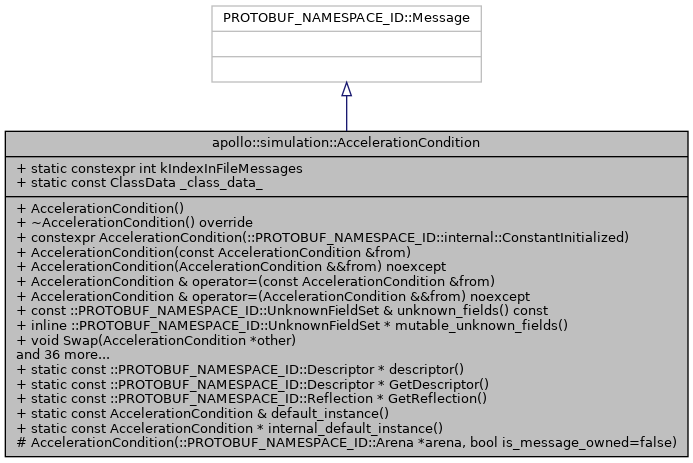 PROTOBUF_NAMESPACE_ID::Message
apollo::simulation::AccelerationCondition
+ static constexpr int kIndexInFileMessages
+ static const ClassData _class_data_
+ AccelerationCondition()
+ ~AccelerationCondition() override
+ constexpr AccelerationCondition(::PROTOBUF_NAMESPACE_ID::internal::ConstantInitialized)
+ AccelerationCondition(const AccelerationCondition &from)
+ AccelerationCondition(AccelerationCondition &&from) noexcept
+ AccelerationCondition & operator=(const AccelerationCondition &from)
+ AccelerationCondition & operator=(AccelerationCondition &&from) noexcept
+ const ::PROTOBUF_NAMESPACE_ID::UnknownFieldSet & unknown_fields() const
+ inline ::PROTOBUF_NAMESPACE_ID::UnknownFieldSet * mutable_unknown_fields()
+ void Swap(AccelerationCondition *other)
and 36 more...
+ static const ::PROTOBUF_NAMESPACE_ID::Descriptor * descriptor()
+ static const ::PROTOBUF_NAMESPACE_ID::Descriptor * GetDescriptor()
+ static const ::PROTOBUF_NAMESPACE_ID::Reflection * GetReflection()
+ static const AccelerationCondition & default_instance()
+ static const AccelerationCondition * internal_default_instance()
# AccelerationCondition(::PROTOBUF_NAMESPACE_ID::Arena *arena, bool is_message_owned=false)